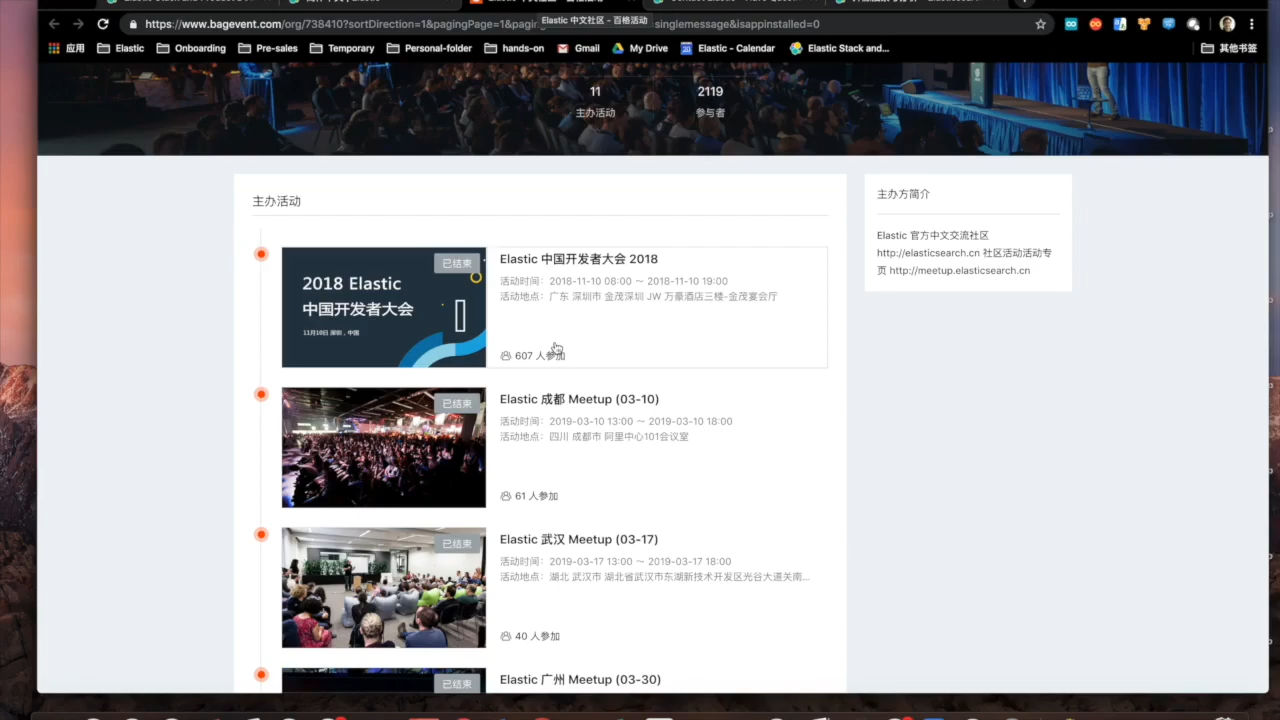 https://www.bagevent.com/org/738410?sortDirection=1&pagingPage=1&pagin
Elastic 中文社区 - 百格活动
singlemessage&isappinstalled=0
应用
Elastic
Onboarding
Pre-sales
Temporary
Personal-folder
hands-on
Gmail
My Drive
Elastic - Calendar
Elastic Stack and...
其他书签
11
2119
主办活动
参与者
主办活动
已结束
2018 Elastic
中国开发者大会
11月10日 深圳,中国
Elastic 中国开发者大会 2018
活动时间：2018-11-10 08:00 ～ 2018-11-10 19:00
活动地点：广东 深圳市 金茂深圳 JW 万豪酒店三楼-金茂宴会厅
607 人参加
已结束
Elastic 成都 Meetup (03-10)
活动时间：2019-03-10 13:00 ～ 2019-03-10 18:00
活动地点：四川 成都市 阿里中心101会议室
61 人参加
已结束
Elastic 武汉 Meetup (03-17)
活动时间：2019-03-17 13:00 ～ 2019-03-17 18:00
活动地点：湖北 武汉市 湖北省武汉市东湖新技术开发区光谷大道关南...
40 人参加
已结束
Elastic 广州 Meetup (03-30)
主办方简介
Elastic 官方中文交流社区
http://elasticsearch.cn 社区活动活动专
页 http://meetup.elasticsearch.cn